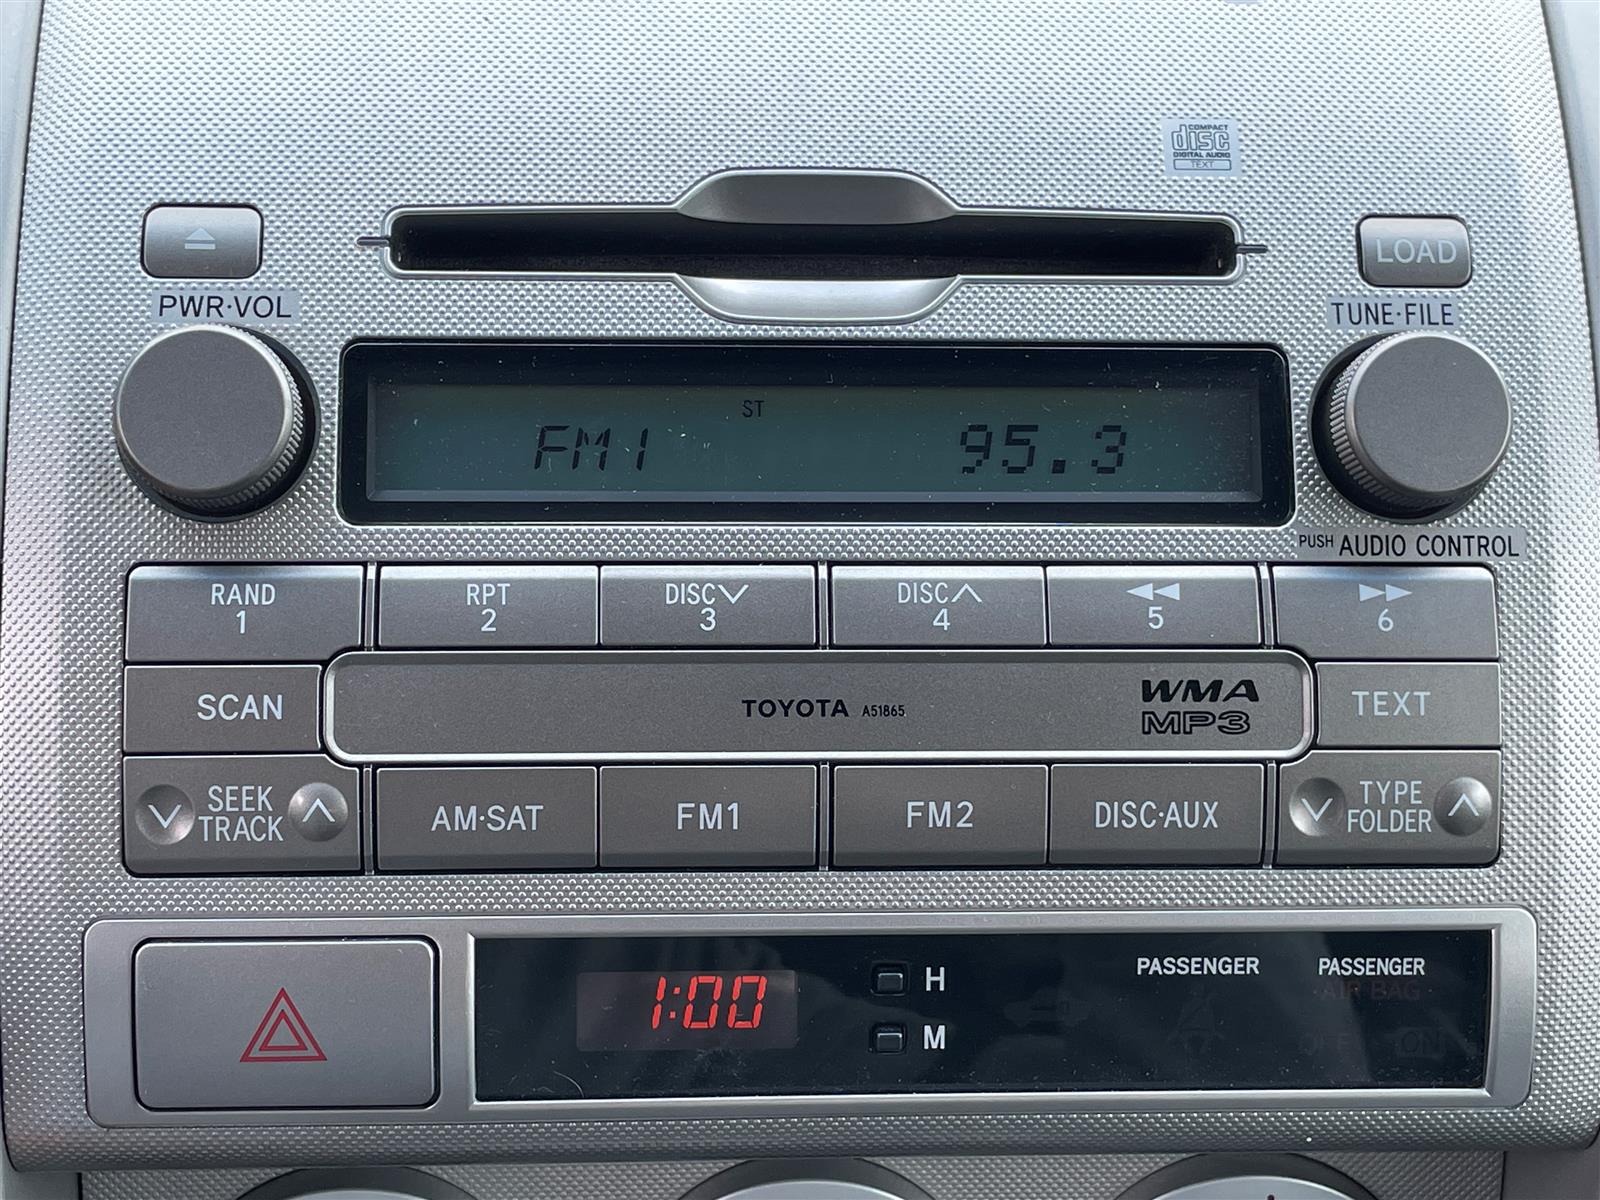 COMPACT
disc
DIGITAL AUDIO
TEXT
LOAD
PWR·VOL
TUNE·FILE
ST
FM1 95.3
PUSH AUDIO CONTROL
RAND
1
RPT
2
DISC
3
DISC
4
5
6
SCAN
TOYOTA A51865
WMA
MP3
TEXT
SEEK
TRACK
AM·SAT
FM1
FM2
DISC·AUX
TYPE
FOLDER
1:00
H
M
PASSENGER
PASSENGER
AIR BAG
ON